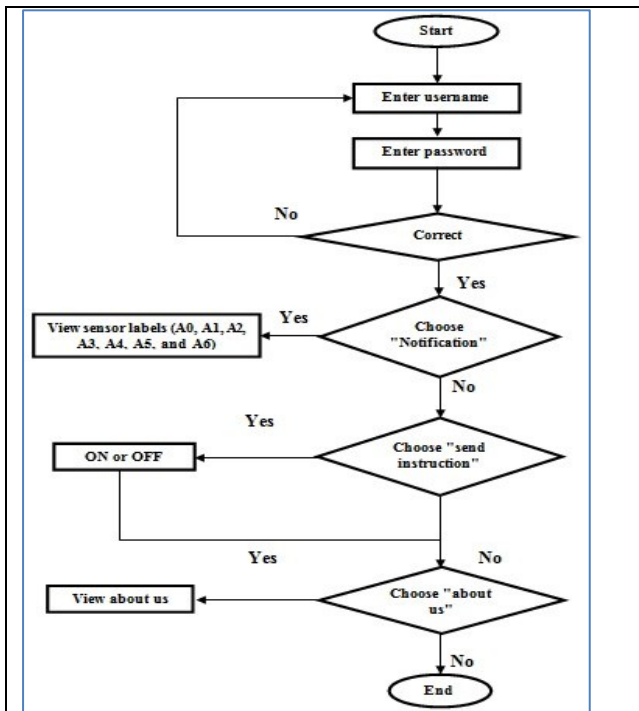 Start
Enter username
Enter password
No
Correct
Yes
Yes
View sensor labels (A0, A1, A2,
A3, A4, A5, and A6)
Choose
"Notification"
No
Yes
ON or OFF
Choose "send
instruction"
Yes
No
View about us
Choose "about
us"
No
End